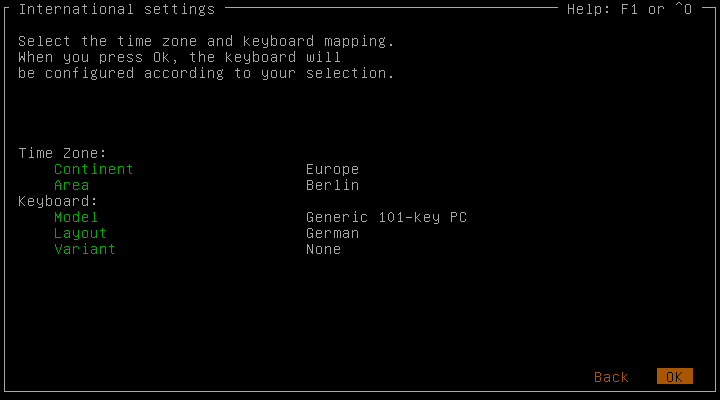 International settings Help: F1 or ^O
Select the time zone and keyboard mapping.
When you press Ok, the keyboard will
be configured according to your selection.
Time Zone:
Continent Europe
Area Berlin
Keyboard:
Model Generic 101-key PC
Layout German
Variant None
Back OK